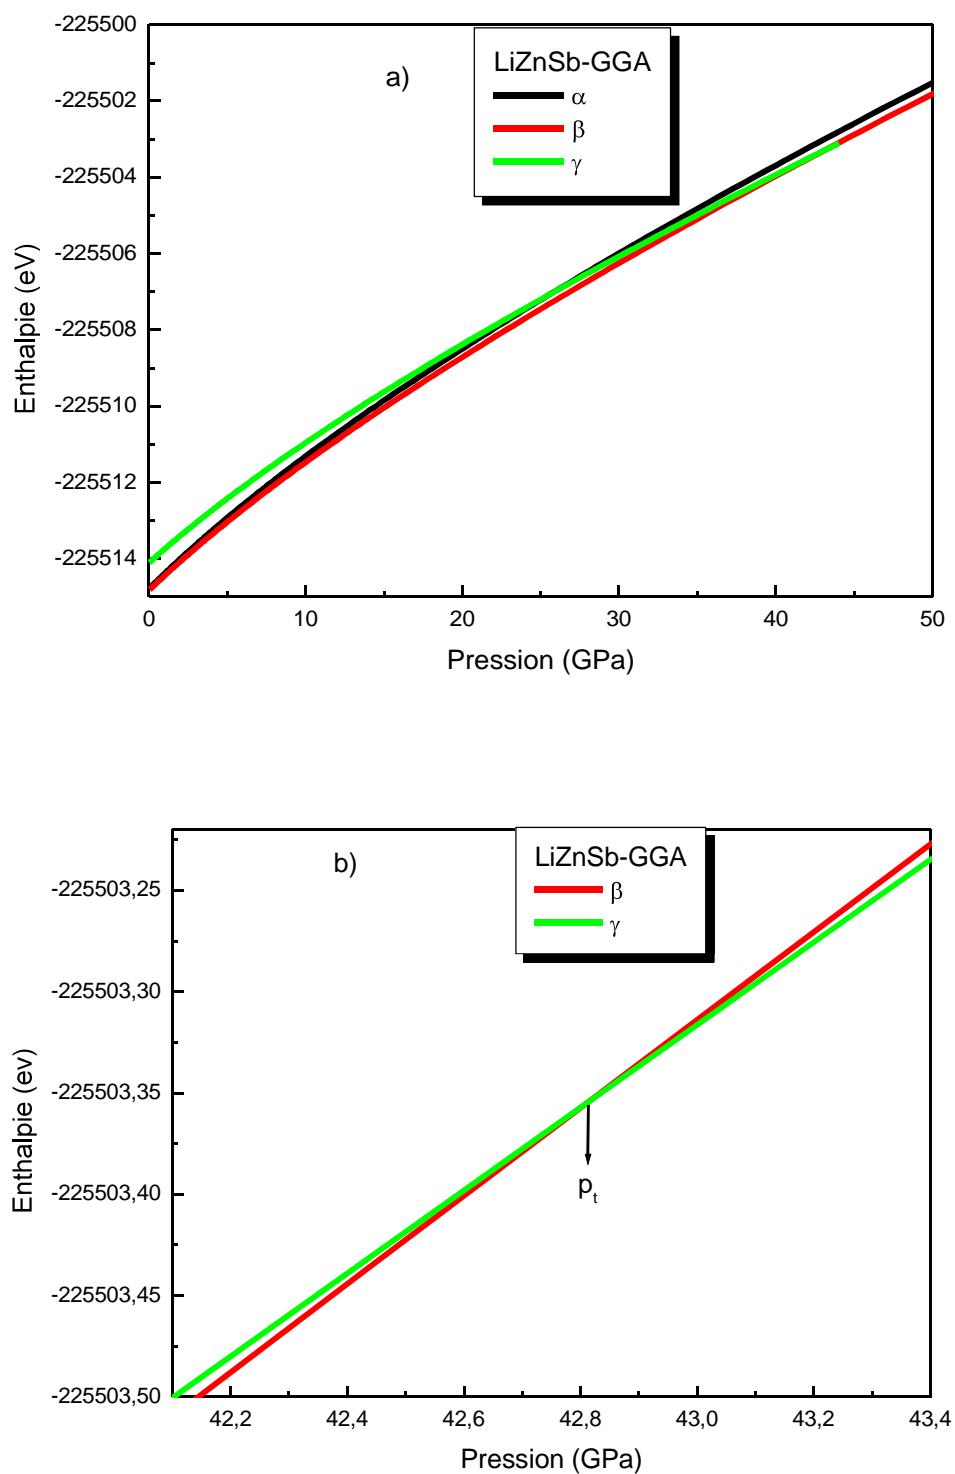 -225500
-225502
-225504
-225506
-225508
-225510
-225512
-225514
Enthalpie (eV)
a)
LiZnSb-GGA
α
β
γ
0 10 20 30 40 50
Pression (GPa)
-225503,25
-225503,30
-225503,35
-225503,40
-225503,45
-225503,50
Enthalpie (ev)
b)
LiZnSb-GGA
β
γ
pt
42,2 42,4 42,6 42,8 43,0 43,2 43,4
Pression (GPa)